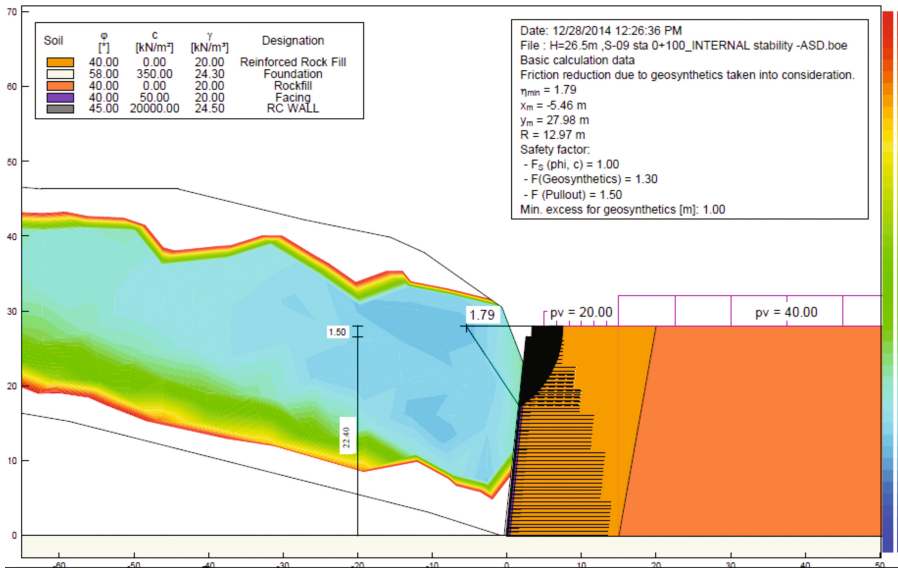 70
60
50
40
30
20
10
0
Soil φ c γ Designation
[°] [kN/m²] [kN/m³]
40.00 0.00 20.00 Reinforced Rock Fill
58.00 350.00 24.30 Foundation
40.00 0.00 20.00 Rockfill
40.00 50.00 20.00 Facing
45.00 20000.00 24.50 RC WALL
Date: 12/28/2014 12:26:36 PM
File : H=26.5m ,S-09 sta 0+100_INTERNAL stability -ASD.boe
Basic calculation data
Friction reduction due to geosynthetics taken into consideration.
ηmin = 1.79
xm = -5.46 m
ym = 27.98 m
R = 12.97 m
Safety factor:
- FS (phi, c) = 1.00
- F(Geosynthetics) = 1.30
- F (Pullout) = 1.50
Min. excess for geosynthetics [m]: 1.00
1.79
pv = 20.00
pv = 40.00
1.50
22.40
-60 -50 -40 -30 -20 -10 0 10 20 30 40 50